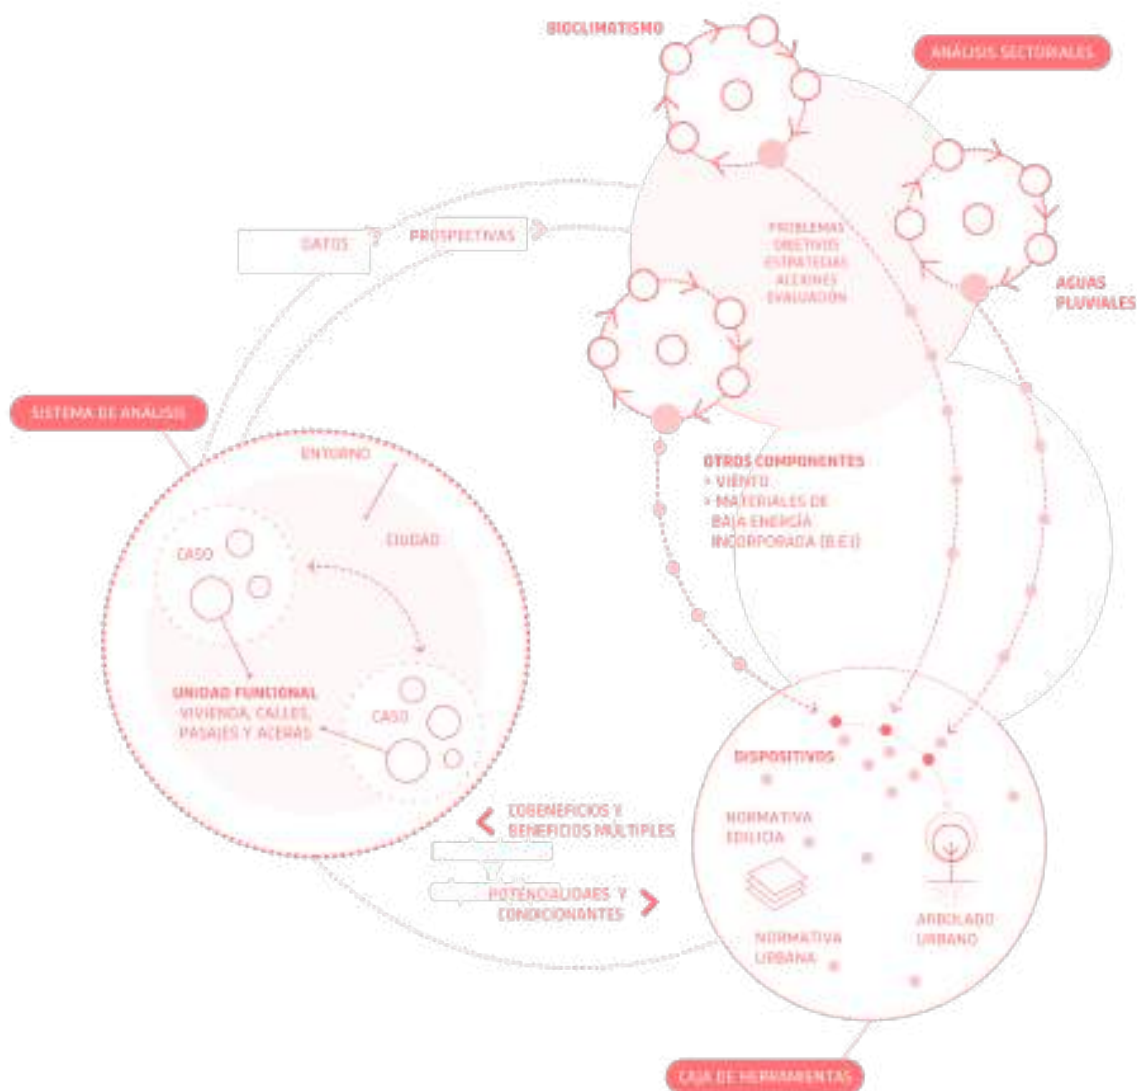 BIOCLIMATISMO
ANÁLISIS SECTORIALES
DATOS
PROSPECTIVAS
PROBLEMAS
OBJETIVOS
ESTRATEGIAS
ACCIONES
EVALUACIÓN
AGUAS
PLUVIALES
SISTEMA DE ANÁLISIS
ENTORNO
CIUDAD
CASO
OTROS COMPONENTES
> VIENTO
> MATERIALES DE
BAJA ENERGÍA
INCORPORADA (B.E.I)
UNIDAD FUNCIONAL
VIVIENDA, CALLES,
PASAJES Y ACERAS
CASO
DISPOSITIVOS
COBENEFICIOS Y
BENEFICIOS MÚLTIPLES
NORMATIVA
EDILICIA
POTENCIALIDAES Y
CONDICIONANTES
ARBOLADO
URBANO
NORMATIVA
URBANA
CAJA DE HERRAMIENTAS